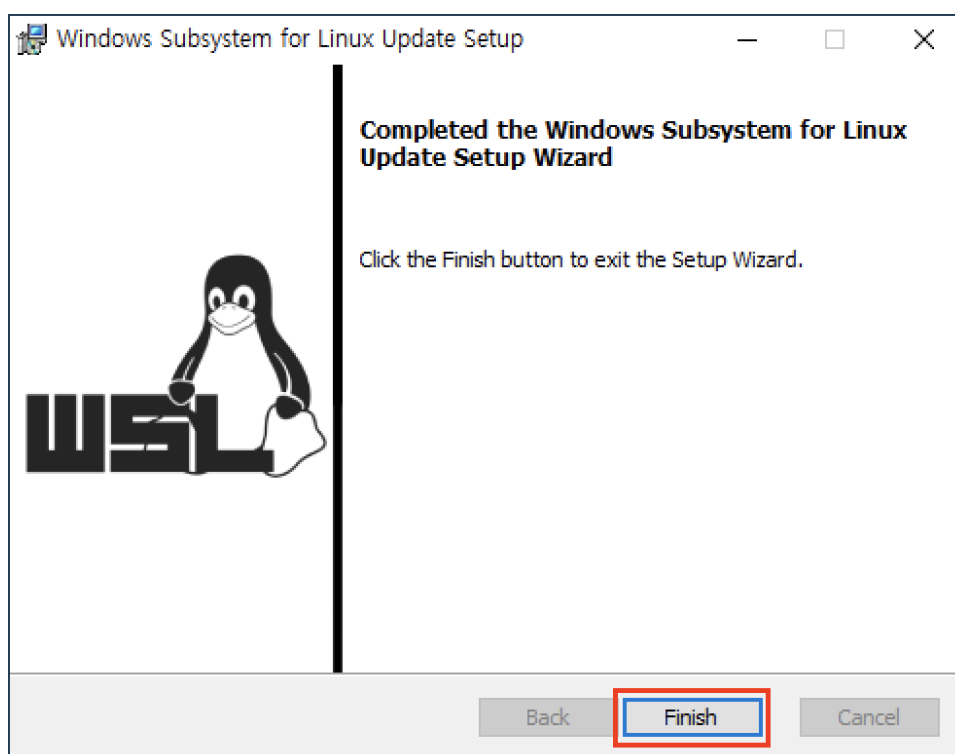 Windows Subsystem for Linux Update Setup
Completed the Windows Subsystem for Linux
Update Setup Wizard
Click the Finish button to exit the Setup Wizard.
WSL
Back
Finish
Cancel